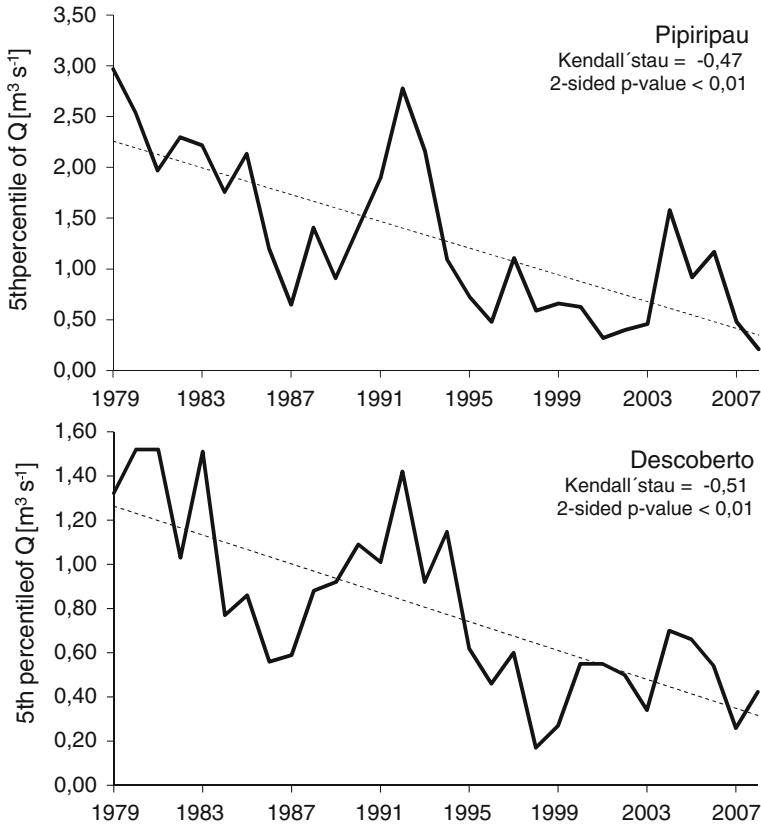 3,50
3,00
2,50
2,00
1,50
1,00
0,50
0,00
5thpercentile of Q [m³ s⁻¹]
Pipiripau
Kendall´stau = -0,47
2-sided p-value < 0,01
1979 1983 1987 1991 1995 1999 2003 2007
1,60
1,40
1,20
1,00
0,80
0,60
0,40
0,20
0,00
5th percentileof Q [m³ s⁻¹]
Descoberto
Kendall´stau = -0,51
2-sided p-value < 0,01
1979 1983 1987 1991 1995 1999 2003 2007